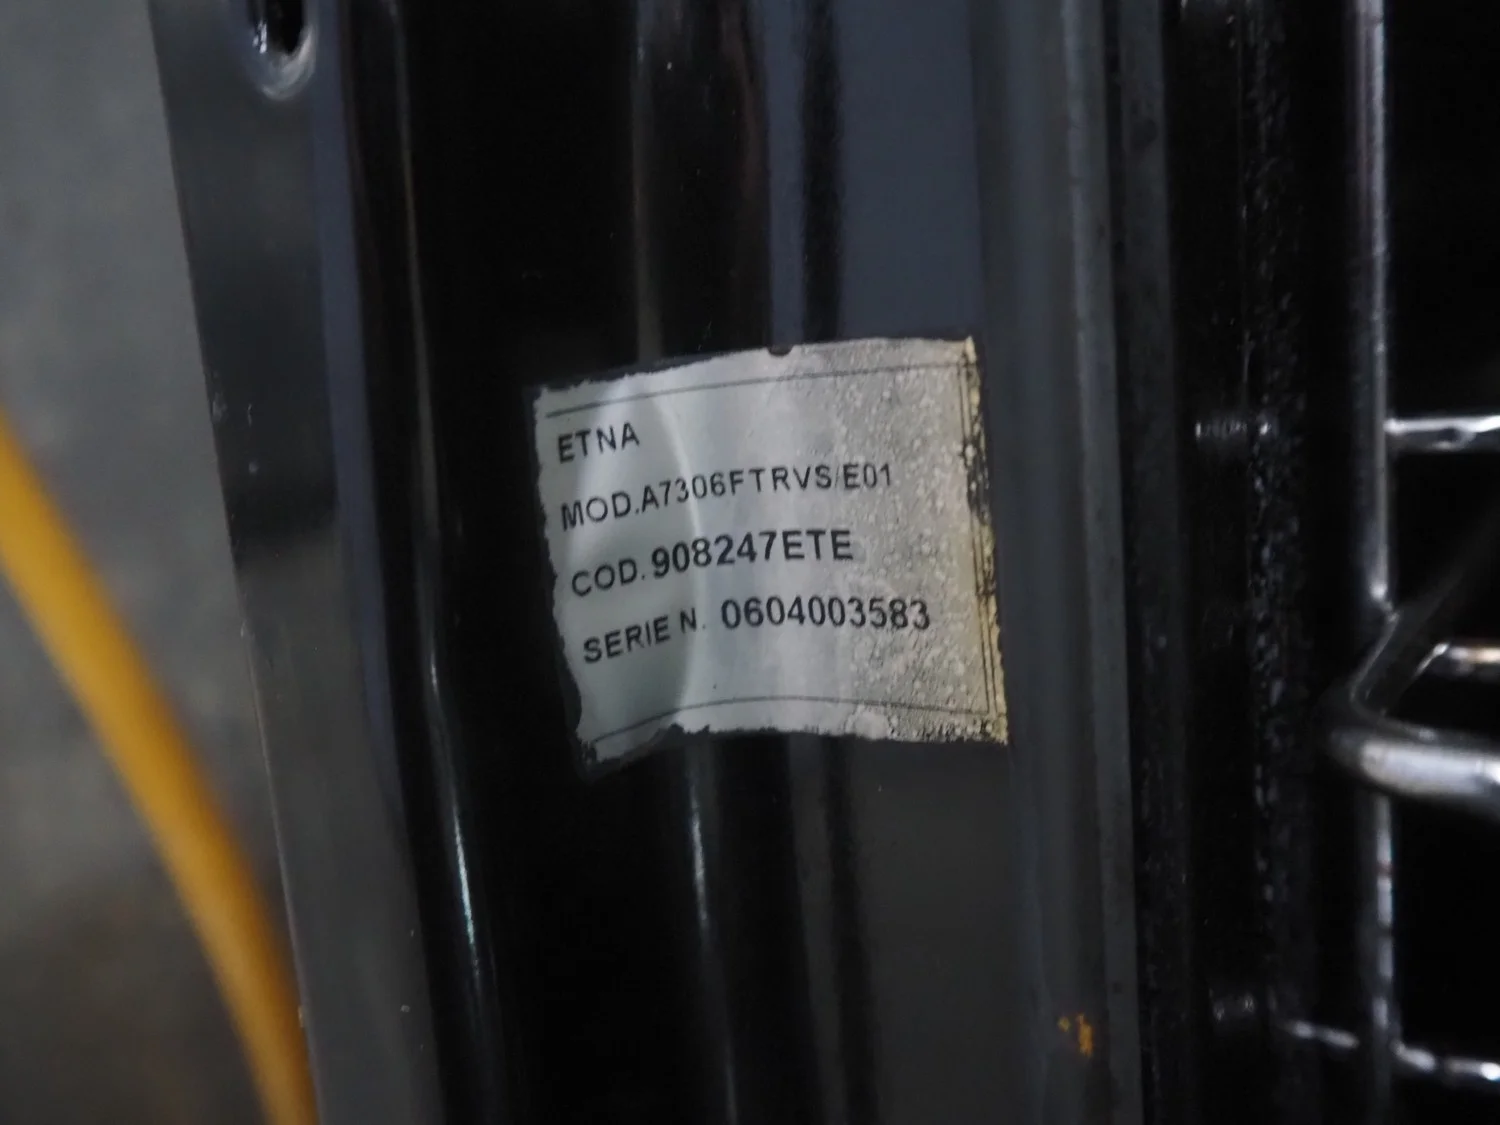 ETNA
MOD.A7306FTRVS/E01
COD.908247ETE
SERIE N. 0604003583